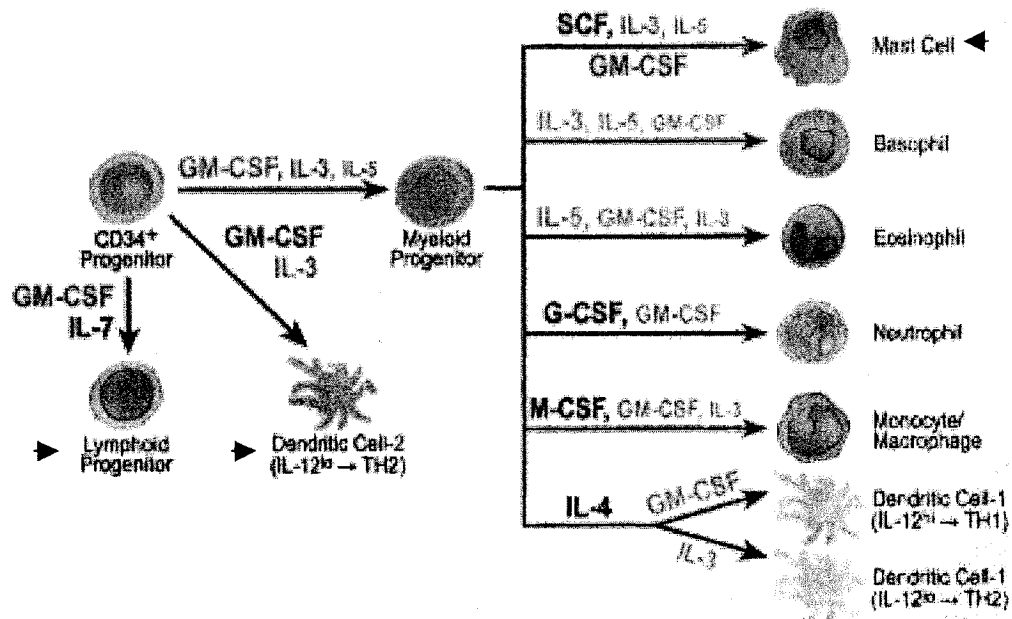 SCF, IL-3, IL-6
GM-CSF
Mast Cell
IL-3, IL-5, GM-CSF
Basophil
GM-CSF, IL-3, IL-5
CD34+
Progenitor
Myeloid
Progenitor
GM-CSF
IL-3
IL-5, GM-CSF, IL-3
Eosinophil
GM-CSF
IL-7
G-CSF, GM-CSF
Neutrophil
Lymphoid
Progenitor
Dendritic Cell-2
(IL-12lo → TH2)
M-CSF, GM-CSF, IL-3
Monocyte/
Macrophage
IL-4
GM-CSF
Dendritic Cell-1
(IL-12hi → TH1)
IL-3
Dendritic Cell-1
(IL-12lo → TH2)